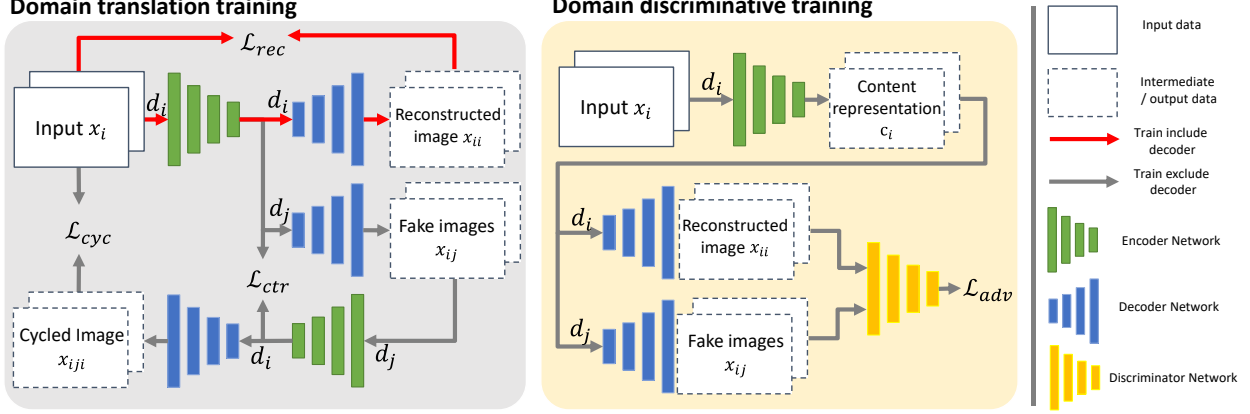 Domain translation training
ℒ_rec
d_i
d_i
Input x_i
Reconstructed
image x_ii
d_j
Fake images
x_ij
ℒ_cyc
ℒ_ctr
Cycled Image
x_iji
d_i
d_j
Domain discriminative training
d_i
Input x_i
Content
representation
c_i
d_i
Reconstructed
image x_ii
ℒ_adv
d_j
Fake images
x_ij
Input data
Intermediate
/ output data
Train include
decoder
Train exclude
decoder
Encoder Network
Decoder Network
Discriminator Network